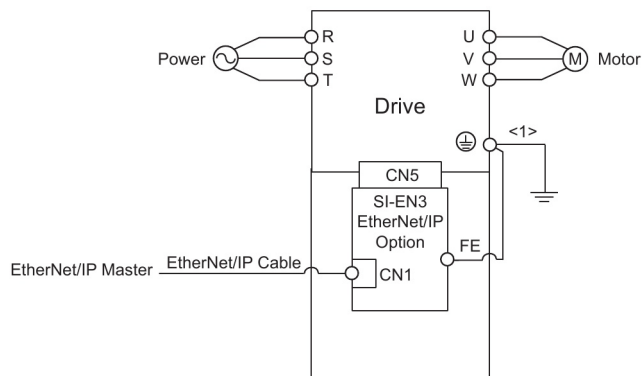 R
U
Power
S
V
M
Motor
T
W
Drive
<1>
CN5
SI-EN3
EtherNet/IP
Option
FE
EtherNet/IP Master
EtherNet/IP Cable
CN1